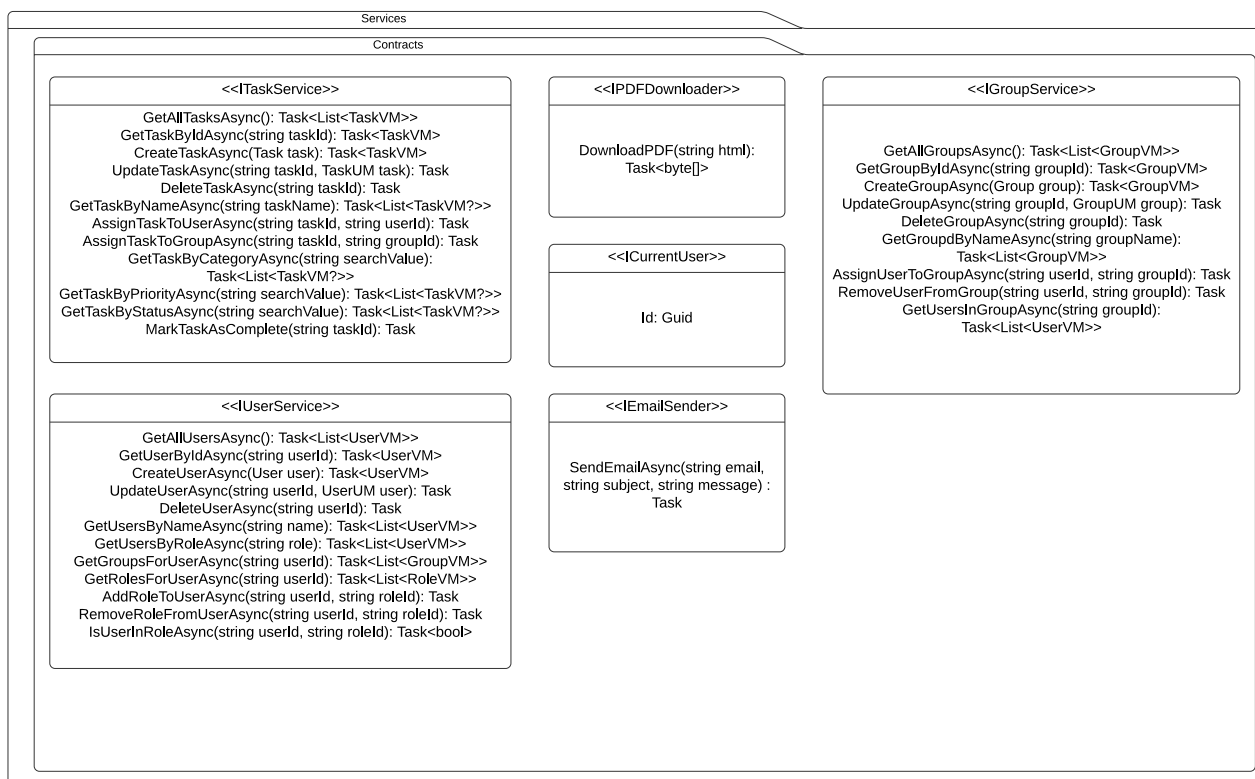 Services
Contracts
<<ITaskService>>
GetAllTasksAsync(): Task<List<TaskVM>>
GetTaskByIdAsync(string taskId): Task<TaskVM>
CreateTaskAsync(Task task): Task<TaskVM>
UpdateTaskAsync(string taskId, TaskUM task): Task
DeleteTaskAsync(string taskId): Task
GetTaskByNameAsync(string taskName): Task<List<TaskVM?>>
AssignTaskToUserAsync(string taskId, string userId): Task
AssignTaskToGroupAsync(string taskId, string groupId): Task
GetTaskByCategoryAsync(string searchValue):
Task<List<TaskVM?>>
GetTaskByPriorityAsync(string searchValue): Task<List<TaskVM?>>
GetTaskByStatusAsync(string searchValue): Task<List<TaskVM?>>
MarkTaskAsComplete(string taskId): Task
<<IPDFDownloader>>
DownloadPDF(string html):
Task<byte[]>
<<IGroupService>>
GetAllGroupsAsync(): Task<List<GroupVM>>
GetGroupByIdAsync(string groupId): Task<GroupVM>
CreateGroupAsync(Group group): Task<GroupVM>
UpdateGroupAsync(string groupId, GroupUM group): Task
DeleteGroupAsync(string groupId): Task
GetGroupdByNameAsync(string groupName):
Task<List<GroupVM>>
AssignUserToGroupAsync(string userId, string groupId): Task
RemoveUserFromGroup(string userId, string groupId): Task
GetUsersInGroupAsync(string groupId):
Task<List<UserVM>>
<<ICurrentUser>>
Id: Guid
<<IUserService>>
GetAllUsersAsync(): Task<List<UserVM>>
GetUserByIdAsync(string userId): Task<UserVM>
CreateUserAsync(User user): Task<UserVM>
UpdateUserAsync(string userId, UserUM user): Task
DeleteUserAsync(string userId): Task
GetUsersByNameAsync(string name): Task<List<UserVM>>
GetUsersByRoleAsync(string role): Task<List<UserVM>>
GetGroupsForUserAsync(string userId): Task<List<GroupVM>>
GetRolesForUserAsync(string userId): Task<List<RoleVM>>
AddRoleToUserAsync(string userId, string roleId): Task
RemoveRoleFromUserAsync(string userId, string roleId): Task
IsUserInRoleAsync(string userId, string roleId): Task<bool>
<<IEmailSender>>
SendEmailAsync(string email,
string subject, string message) :
Task